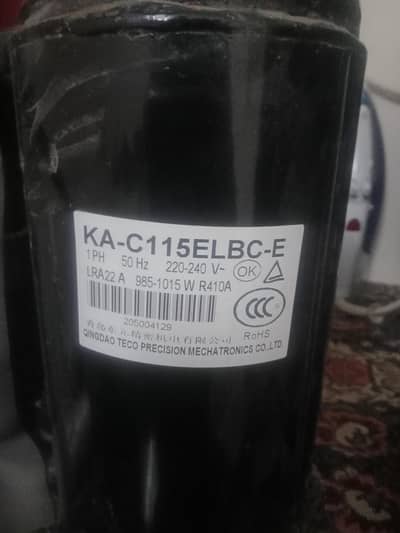 KA-C115ELBC-E
1PH 50 Hz 220-240 V~ OK
LRA22 A 985-1015 W R410A
CCC
205004129
RoHS
QINGDAO TECO PRECISION MECHATRONICS CO.,LTD.